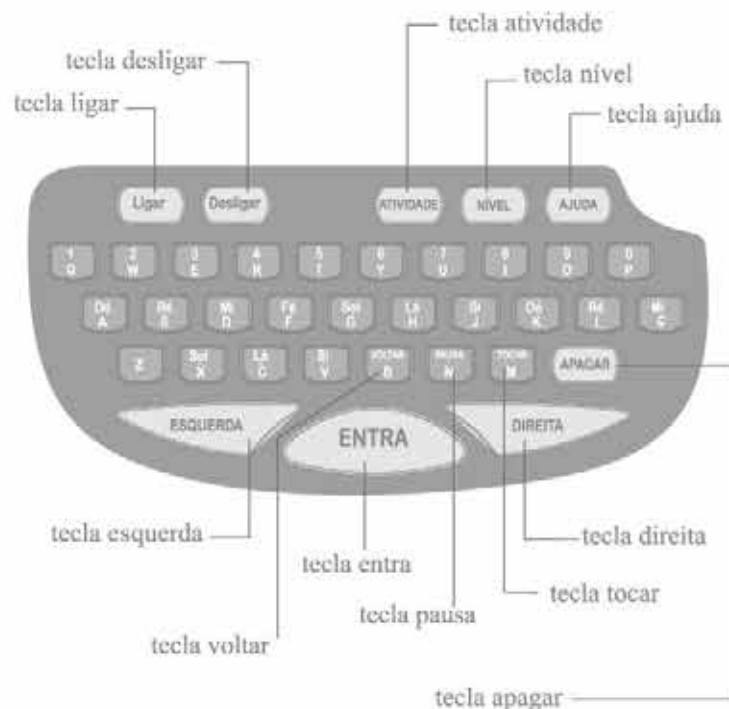 tecla atividade
tecla desligar
tecla nível
tecla ligar
tecla ajuda
Ligar Desligar ATIVIDADE NÍVEL AJUDA
1 2 3 4 5 6 7 8 9 0
Q W E R T Y U I O P
Dó Ré Mi Fá Sol Lá Si Dó Ré Mi
A S D F G H J K L Ç
Sol Lá Si VOLTAR PAUSA TOCAR
Z X C V B N M APAGAR
ESQUERDA ENTRA DIREITA
tecla esquerda
tecla direita
tecla entra
tecla tocar
tecla pausa
tecla voltar
tecla apagar